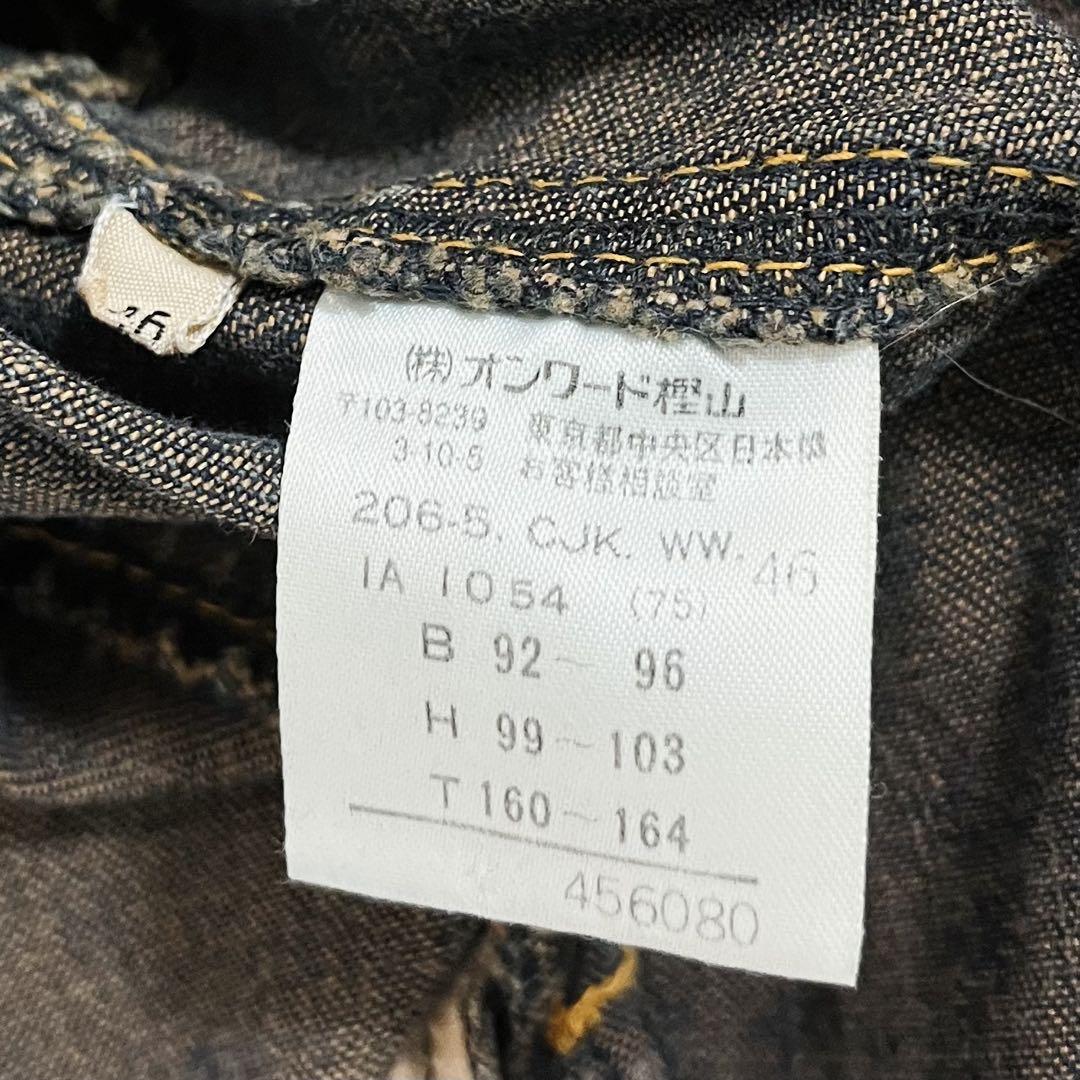 (株)オンワード樫山
〒103-8239 東京都中央区日本橋
3-10-5 お客様相談室
206-5. CJK. WW. 46
IA 1054 (75)
B 92~96
H 99~103
T 160~164
456080
46